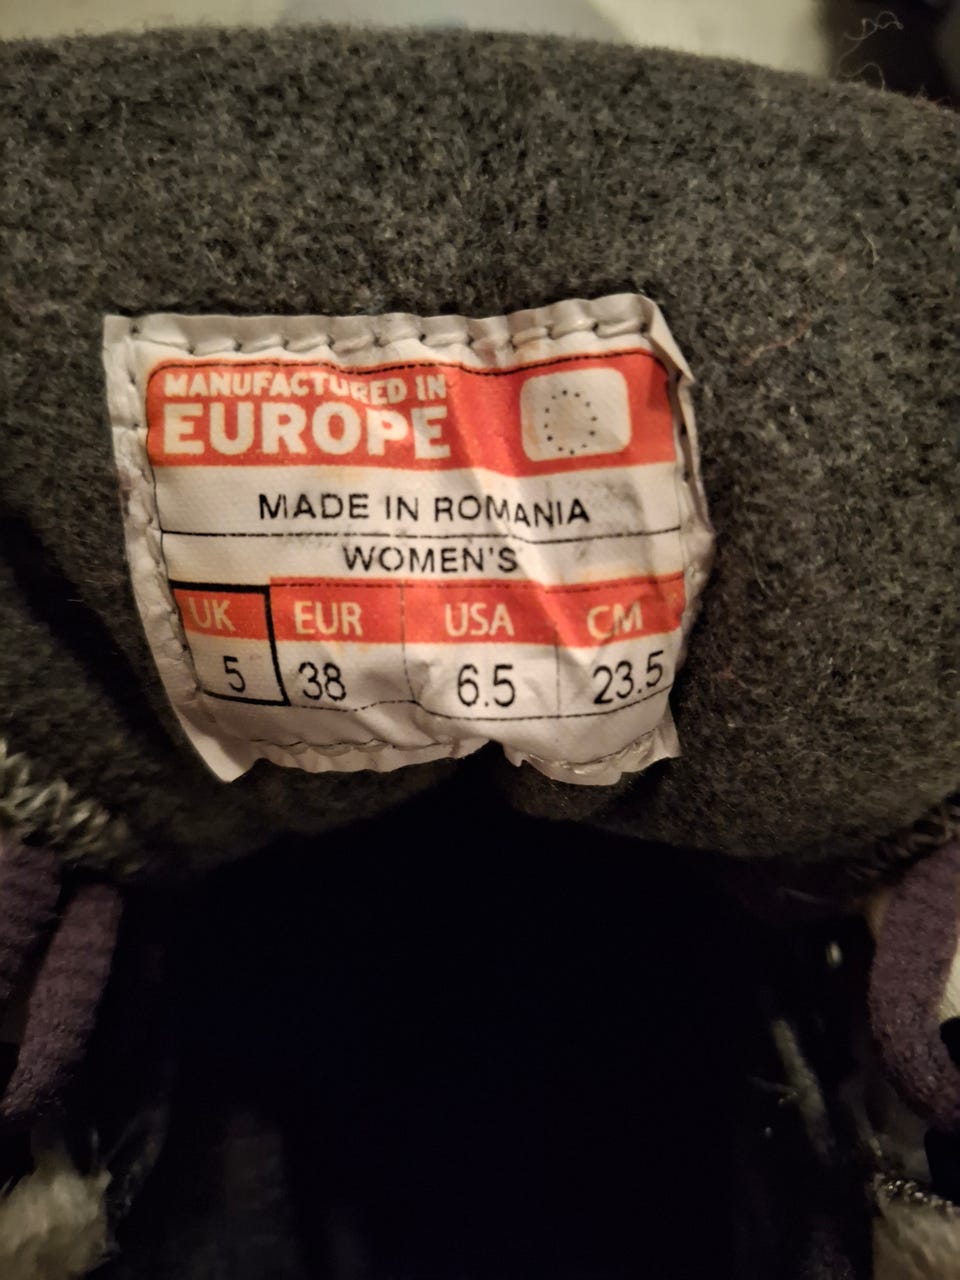 MANUFACTURED IN
EUROPE
MADE IN ROMANIA
WOMEN'S
UK EUR USA CM
5 38 6.5 23.5